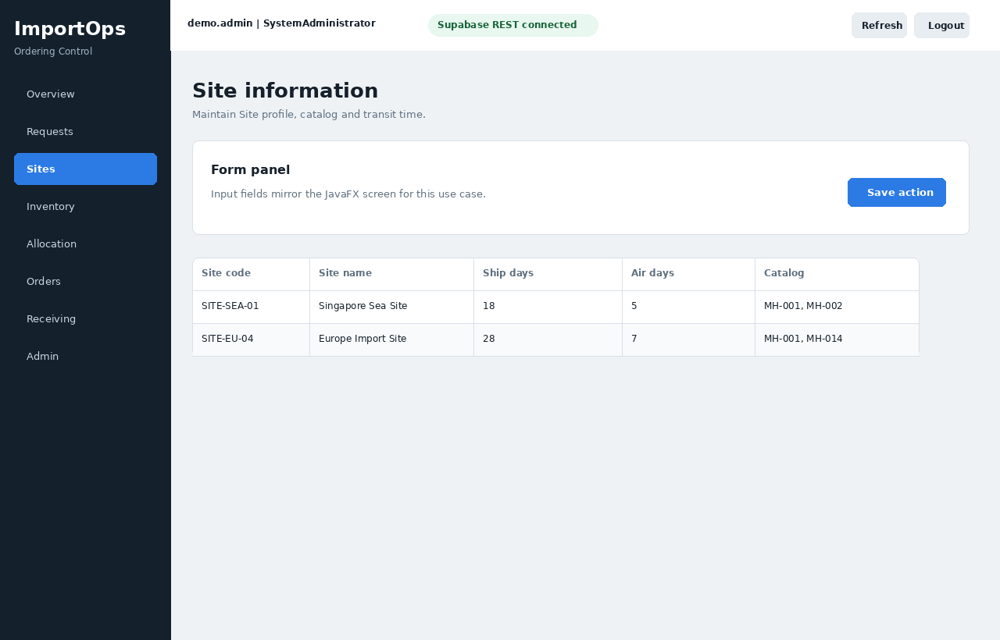 ImportOps
Ordering Control
Overview
Requests
Sites
Inventory
Allocation
Orders
Receiving
Admin
demo.admin | SystemAdministrator
Supabase REST connected
Refresh
Logout
Site information
Maintain Site profile, catalog and transit time.
Form panel
Input fields mirror the JavaFX screen for this use case.
Save action
Site code Site name Ship days Air days Catalog
SITE-SEA-01 Singapore Sea Site 18 5 MH-001, MH-002
SITE-EU-04 Europe Import Site 28 7 MH-001, MH-014